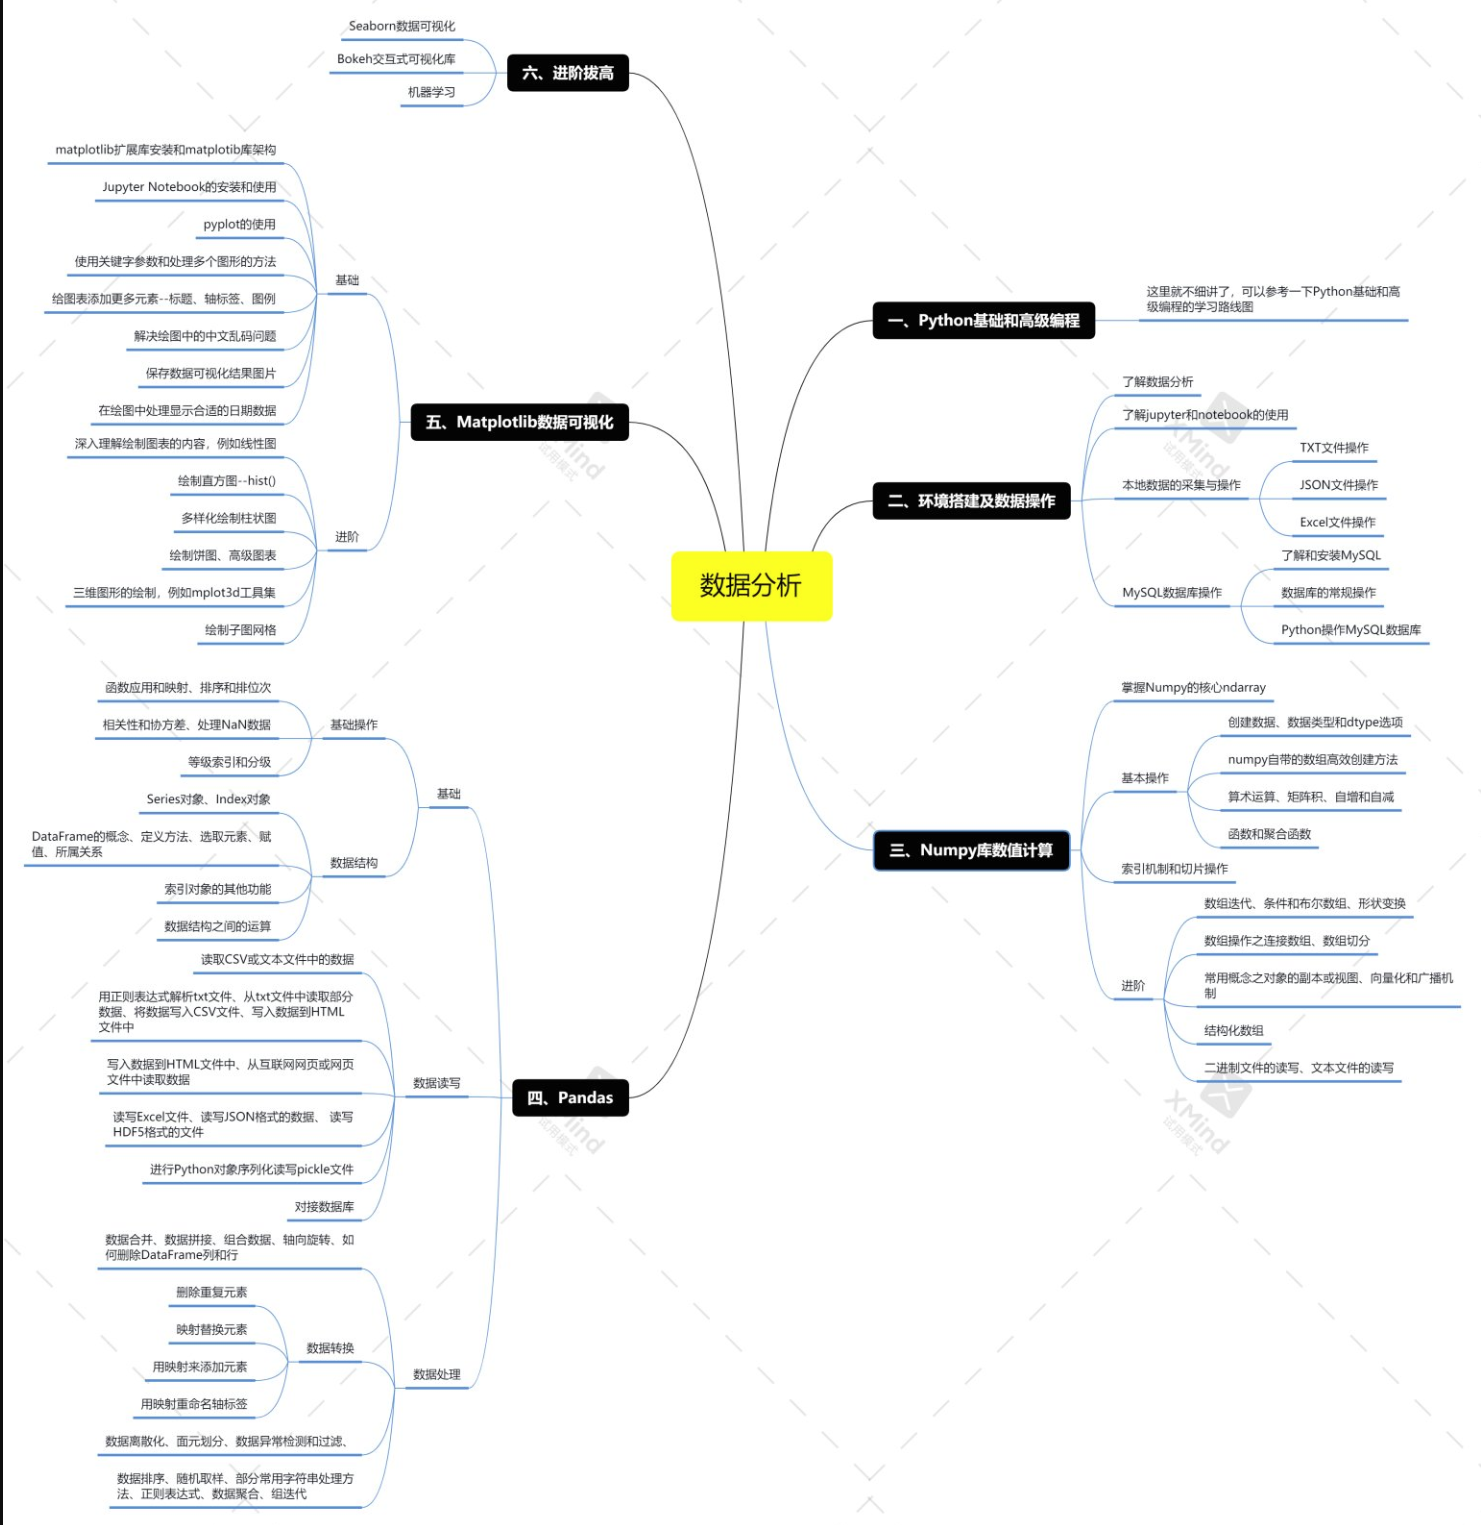 数据分析
一、Python基础和高级编程
这里就不细讲了，可以参考一下Python基础和高
级编程的学习路线图
二、环境搭建及数据操作
了解数据分析
了解jupyter和notebook的使用
本地数据的采集与操作
TXT文件操作
JSON文件操作
Excel文件操作
MySQL数据库操作
了解和安装MySQL
数据库的常规操作
Python操作MySQL数据库
三、Numpy库数值计算
掌握Numpy的核心ndarray
基本操作
创建数据、数据类型和dtype选项
numpy自带的数组高效创建方法
算术运算、矩阵积、自增和自减
函数和聚合函数
索引机制和切片操作
进阶
数组迭代、条件和布尔数组、形状变换
数组操作之连接数组、数组切分
常用概念之对象的副本或视图、向量化和广播机
制
结构化数组
二进制文件的读写、文本文件的读写
四、Pandas
基础
基础操作
函数应用和映射、排序和排位次
相关性和协方差、处理NaN数据
等级索引和分级
数据结构
Series对象、Index对象
DataFrame的概念、定义方法、选取元素、赋
值、所属关系
索引对象的其他功能
数据结构之间的运算
数据读写
读取CSV或文本文件中的数据
用正则表达式解析txt文件、从txt文件中读取部分
数据、将数据写入CSV文件、写入数据到HTML
文件中
写入数据到HTML文件中、从互联网网页或网页
文件中读取数据
读写Excel文件、读写JSON格式的数据、 读写
HDF5格式的文件
进行Python对象序列化读写pickle文件
对接数据库
数据处理
数据合并、数据拼接、组合数据、轴向旋转、如
何删除DataFrame列和行
数据转换
删除重复元素
映射替换元素
用映射来添加元素
用映射重命名轴标签
数据离散化、面元划分、数据异常检测和过滤、
数据排序、随机取样、部分常用字符串处理方
法、正则表达式、数据聚合、组迭代
五、Matplotlib数据可视化
基础
matplotlib扩展库安装和matplotib库架构
Jupyter Notebook的安装和使用
pyplot的使用
使用关键字参数和处理多个图形的方法
给图表添加更多元素--标题、轴标签、图例
解决绘图中的中文乱码问题
保存数据可视化结果图片
在绘图中处理显示合适的日期数据
进阶
深入理解绘制图表的内容，例如线性图
绘制直方图--hist()
多样化绘制柱状图
绘制饼图、高级图表
三维图形的绘制，例如mplot3d工具集
绘制子图网格
六、进阶拔高
Seaborn数据可视化
Bokeh交互式可视化库
机器学习
XMind
试用模式
XMind
试用模式
Mind
试用模式
Mind
试用模式